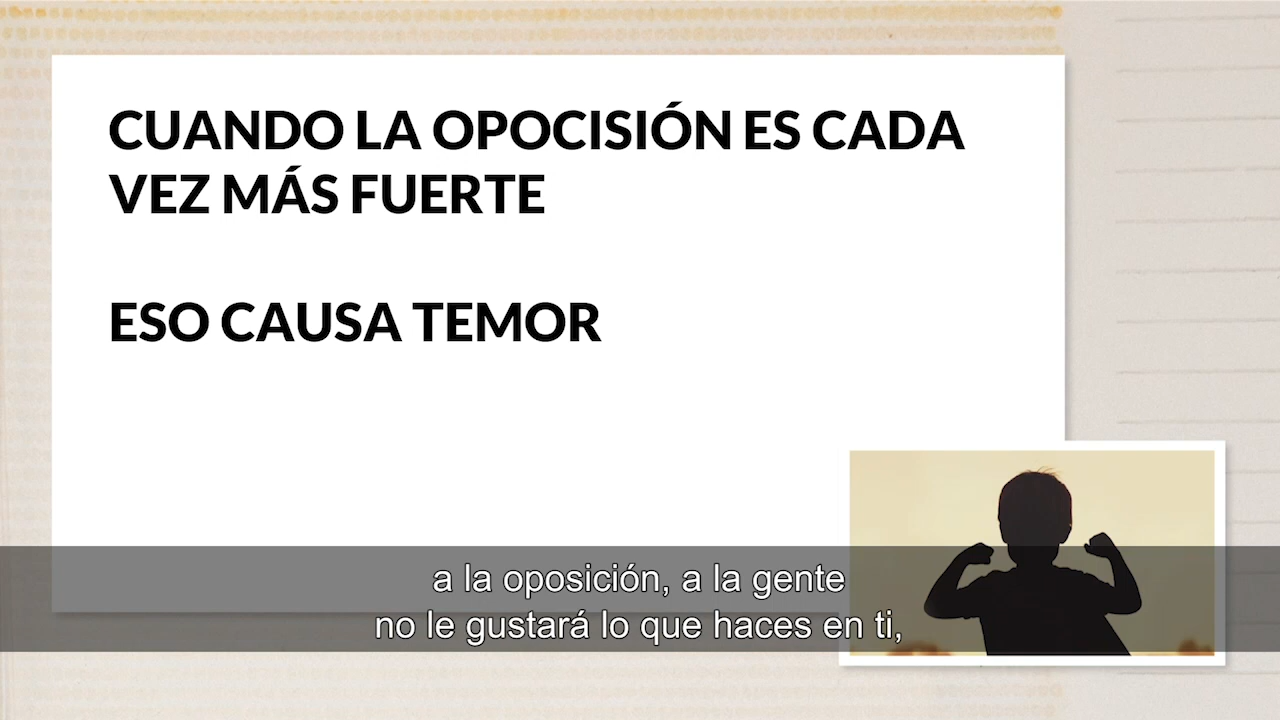 CUANDO LA OPOCISIÓN ES CADA
VEZ MÁS FUERTE
ESO CAUSA TEMOR
a la oposición, a la gente
no le gustará lo que haces en ti,